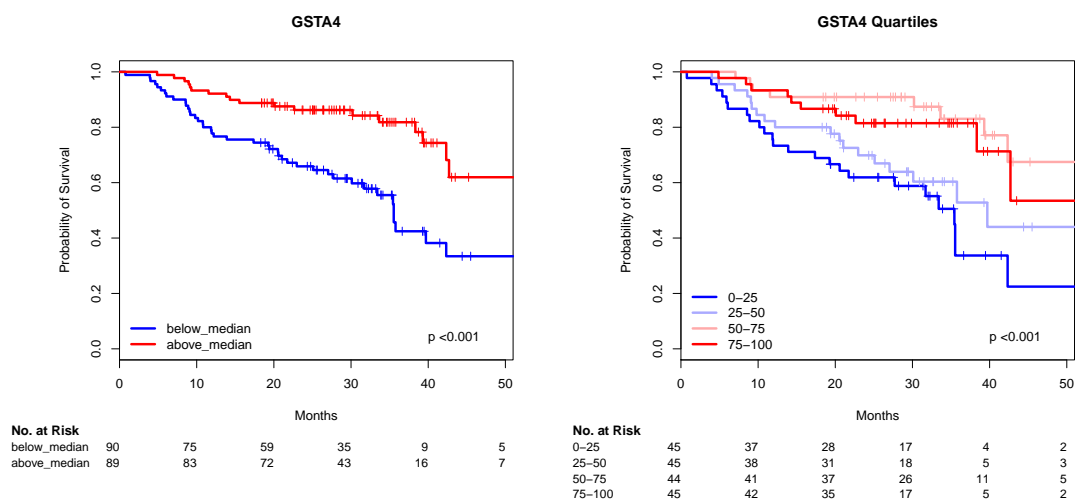 GSTA4
Probability of Survival
1.0
0.8
0.6
0.4
0.2
0.0
below_median
above_median
p <0.001
0 10 20 30 40 50
Months
No. at Risk
below_median 90 75 59 35 9 5
above_median 89 83 72 43 16 7
GSTA4 Quartiles
Probability of Survival
1.0
0.8
0.6
0.4
0.2
0.0
0−25
25−50
50−75
75−100
p <0.001
0 10 20 30 40 50
Months
No. at Risk
0−25 45 37 28 17 4 2
25−50 45 38 31 18 5 3
50−75 44 41 37 26 11 5
75−100 45 42 35 17 5 2